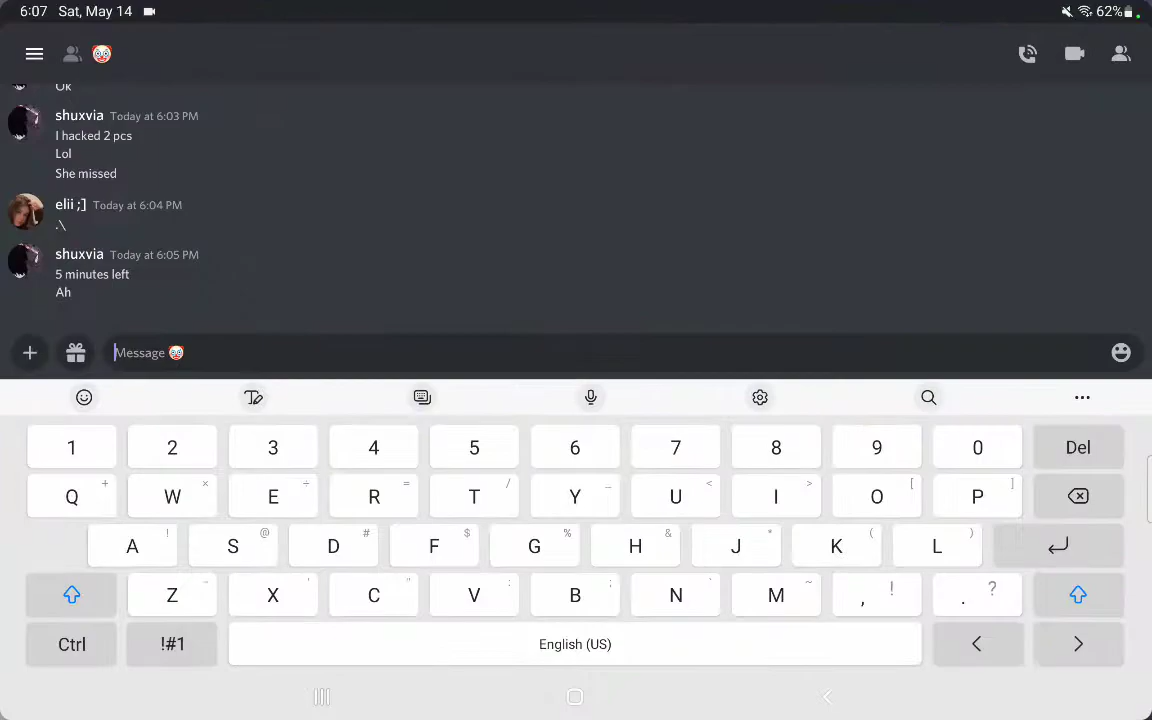 6:07 Sat, May 14 62%
Ok
shuxvia Today at 6:03 PM
I hacked 2 pcs
Lol
She missed
elii ;] Today at 6:04 PM
.\
shuxvia Today at 6:05 PM
5 minutes left
Ah
Message 🤡
1 2 3 4 5 6 7 8 9 0 Del
Q + W × E ÷ R = T / Y _ U < I > O [ P ]
A ! S @ D # F $ G % H & J * K ( L )
Z - X ' C " V : B ; N ` M ~ , ! . ?
Ctrl !#1 English (US) < >